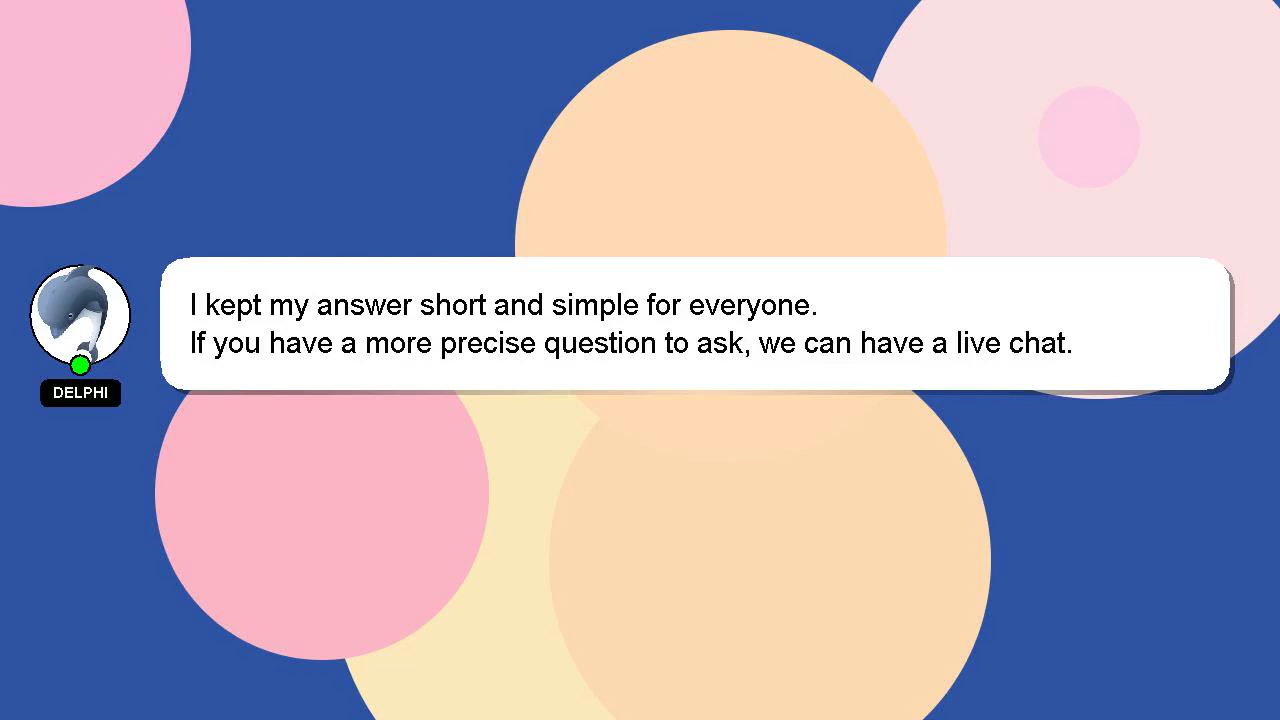 I kept my answer short and simple for everyone.
If you have a more precise question to ask, we can have a live chat.
DELPHI